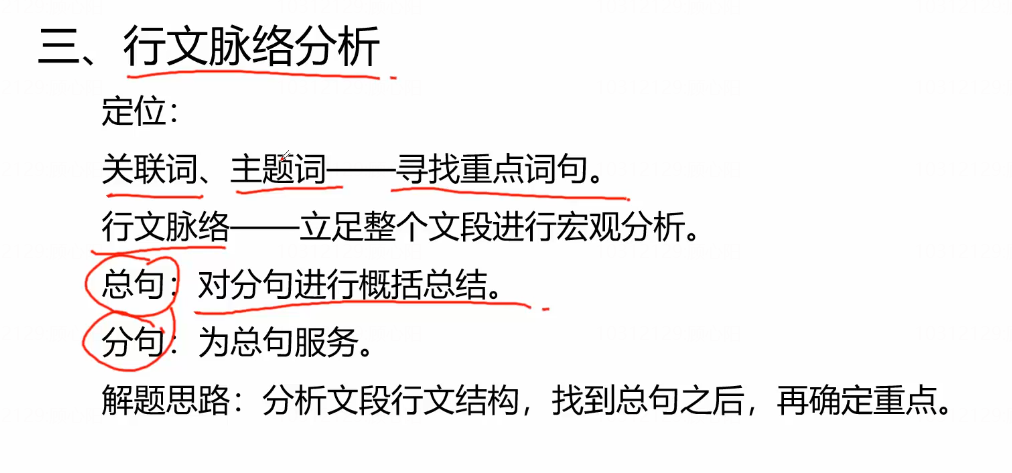 三、行文脉络分析
定位：
关联词、主题词——寻找重点词句。
行文脉络——立足整个文段进行宏观分析。
总句：对分句进行概括总结。
分句：为总句服务。
解题思路：分析文段行文结构，找到总句之后，再确定重点。